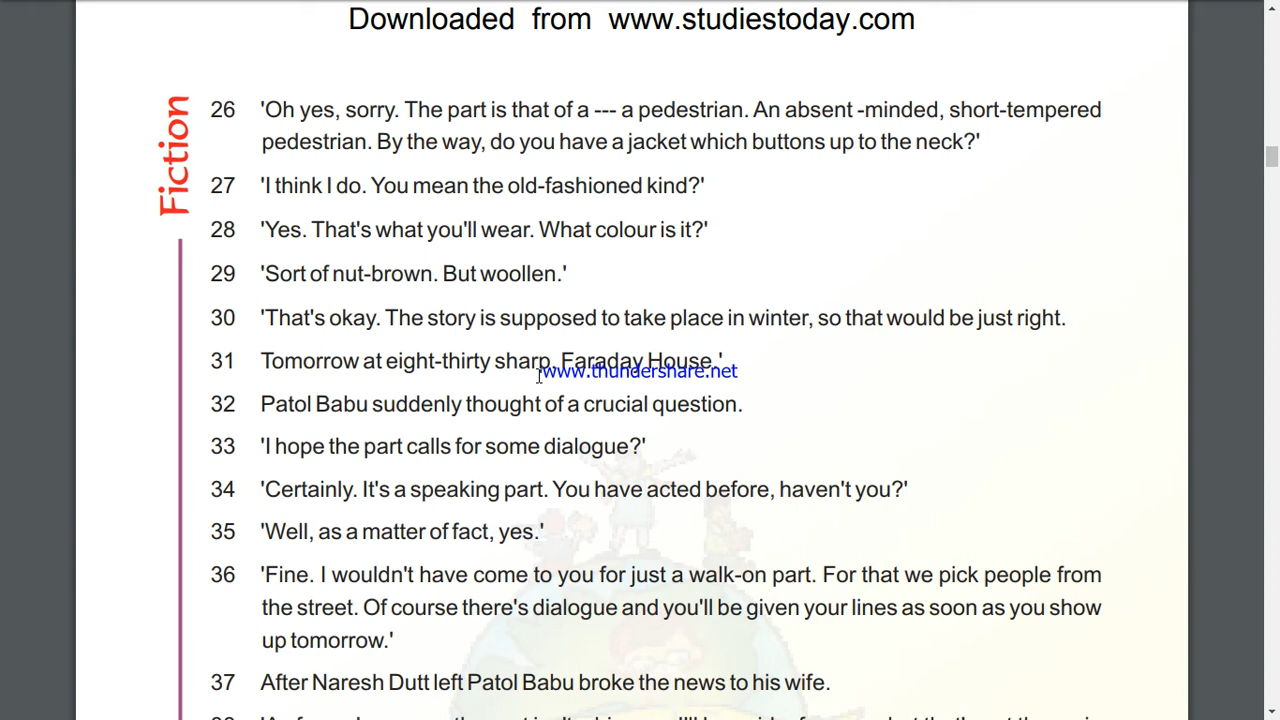 Downloaded from www.studiestoday.com
Fiction
26 'Oh yes, sorry. The part is that of a --- a pedestrian. An absent -minded, short-tempered
pedestrian. By the way, do you have a jacket which buttons up to the neck?'
27 'I think I do. You mean the old-fashioned kind?'
28 'Yes. That's what you'll wear. What colour is it?'
29 'Sort of nut-brown. But woollen.'
30 'That's okay. The story is supposed to take place in winter, so that would be just right.
31 Tomorrow at eight-thirty sharp. Faraday House.'
www.thundershare.net
32 Patol Babu suddenly thought of a crucial question.
33 'I hope the part calls for some dialogue?'
34 'Certainly. It's a speaking part. You have acted before, haven't you?'
35 'Well, as a matter of fact, yes.'
36 'Fine. I wouldn't have come to you for just a walk-on part. For that we pick people from
the street. Of course there's dialogue and you'll be given your lines as soon as you show
up tomorrow.'
37 After Naresh Dutt left Patol Babu broke the news to his wife.